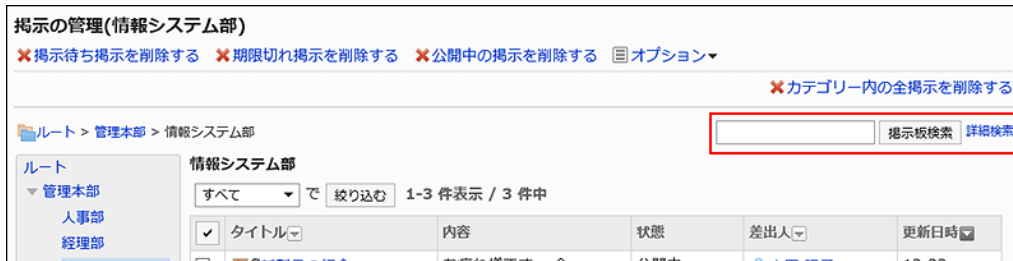 掲示の管理(情報システム部)
掲示待ち掲示を削除する 期限切れ掲示を削除する 公開中の掲示を削除する オプション
カテゴリー内の全掲示を削除する
ルート > 管理本部 > 情報システム部
掲示板検索 詳細検索
ルート
管理本部
人事部
経理部
情報システム部
すべて で 絞り込む 1-3 件表示 / 3 件中
タイトル 内容 状態 差出人 更新日時